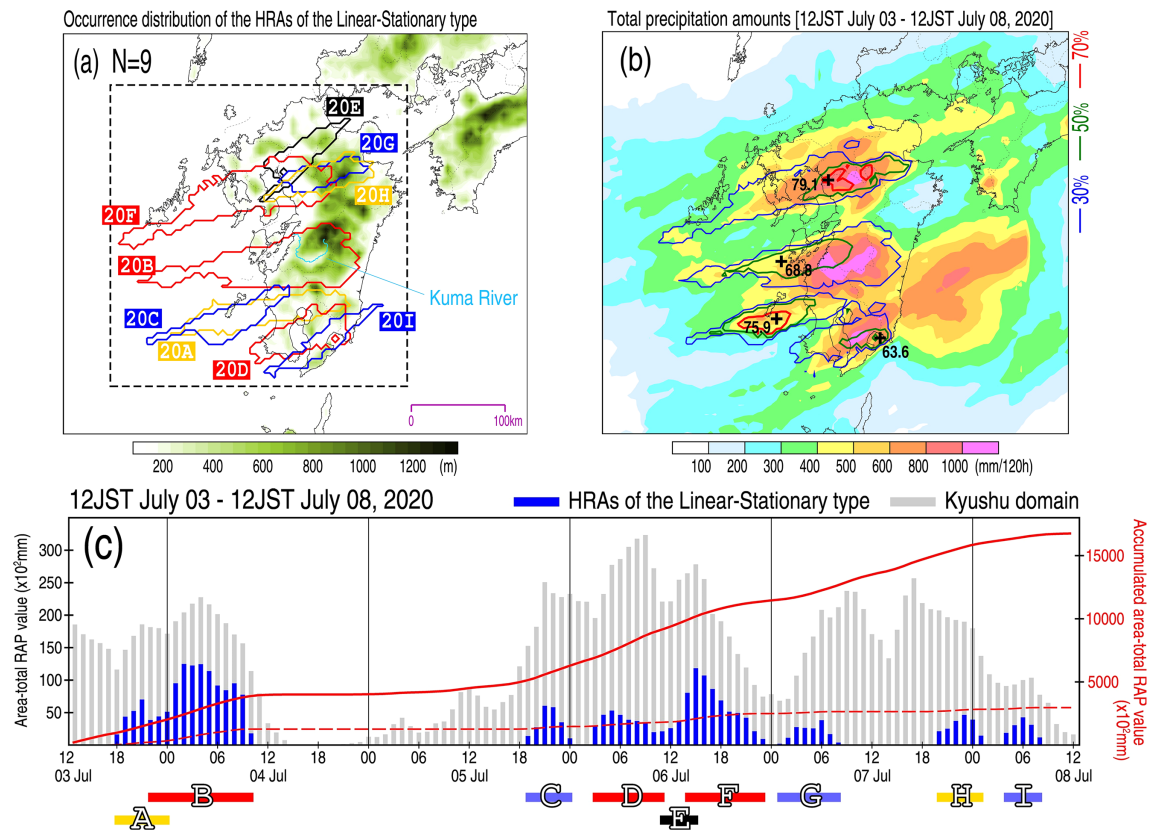 Occurrence distribution of the HRAs of the Linear-Stationary type
(a) N=9
20E
20G
20H
20F
20B
Kuma River
20C
20I
20A
20D
0 100km
200 400 600 800 1000 1200 (m)
Total precipitation amounts [12JST July 03 - 12JST July 08, 2020]
(b)
30% 50% 70%
79.1
68.8
75.9
63.6
100 200 300 400 500 600 800 1000 (mm/120h)
12JST July 03 - 12JST July 08, 2020
HRAs of the Linear-Stationary type Kyushu domain
(c)
Area-total RAP value (x10²mm)
300
250
200
150
100
50
Accumulated area-total RAP value
(x10²mm)
15000
10000
5000
12 18 00 06 12 18 00 06 12 18 00 06 12 18 00 06 12 18 00 06 12
03 Jul 04 Jul 05 Jul 06 Jul 07 Jul 08 Jul
B C D F G H I
A E